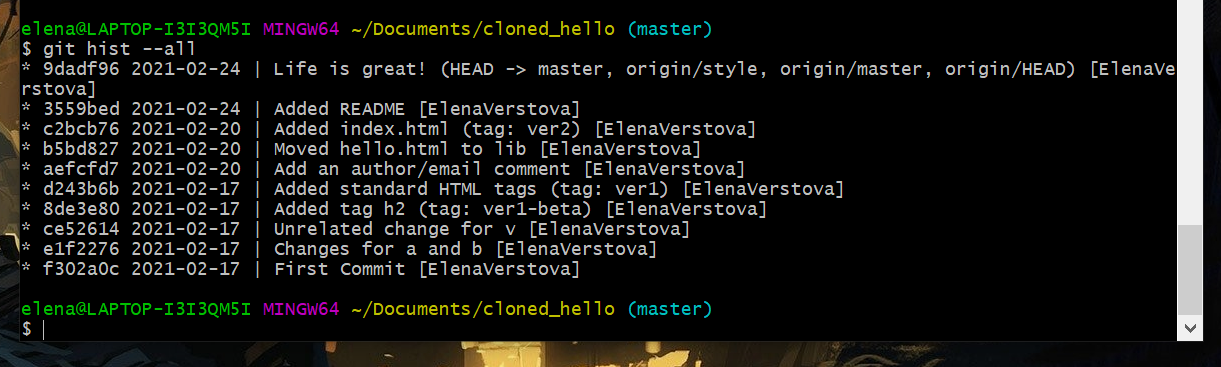 elena@LAPTOP-I3I3QM5I MINGW64 ~/Documents/cloned_hello (master)
$ git hist --all
* 9dadf96 2021-02-24 | Life is great! (HEAD -> master, origin/style, origin/master, origin/HEAD) [ElenaVe
rstova]
* 3559bed 2021-02-24 | Added README [ElenaVerstova]
* c2bcb76 2021-02-20 | Added index.html (tag: ver2) [ElenaVerstova]
* b5bd827 2021-02-20 | Moved hello.html to lib [ElenaVerstova]
* aefcfd7 2021-02-20 | Add an author/email comment [ElenaVerstova]
* d243b6b 2021-02-17 | Added standard HTML tags (tag: ver1) [ElenaVerstova]
* 8de3e80 2021-02-17 | Added tag h2 (tag: ver1-beta) [ElenaVerstova]
* ce52614 2021-02-17 | Unrelated change for v [ElenaVerstova]
* e1f2276 2021-02-17 | Changes for a and b [ElenaVerstova]
* f302a0c 2021-02-17 | First Commit [ElenaVerstova]
elena@LAPTOP-I3I3QM5I MINGW64 ~/Documents/cloned_hello (master)
$